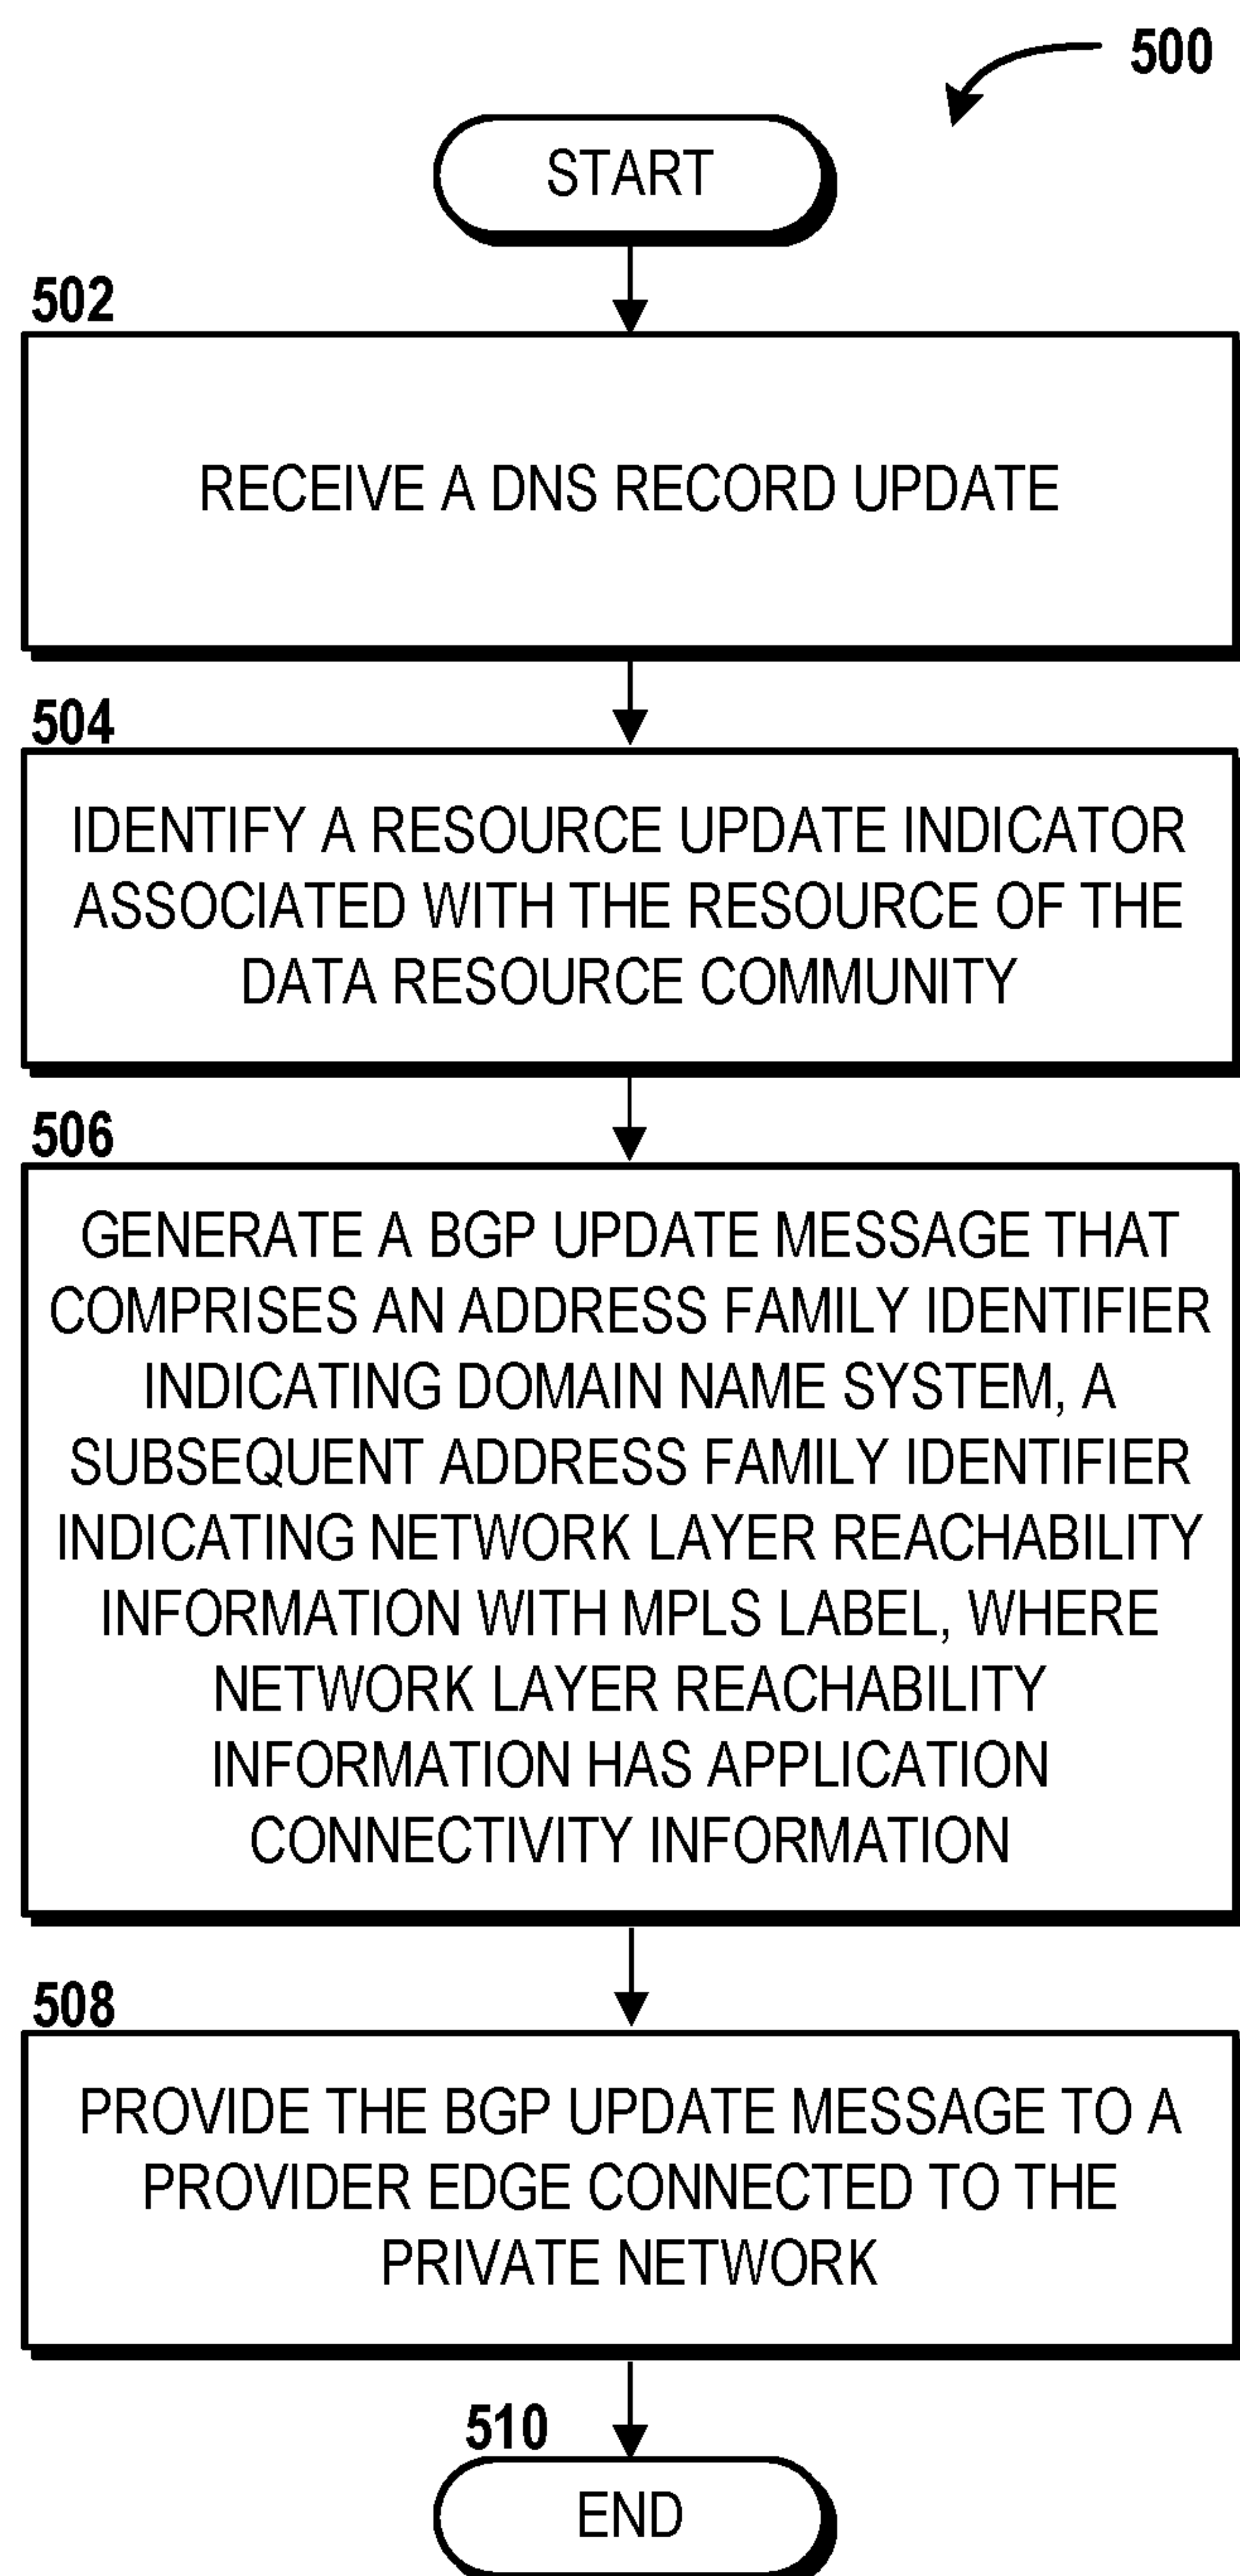 500
START
502
RECEIVE A DNS RECORD UPDATE
504
IDENTIFY A RESOURCE UPDATE INDICATOR
ASSOCIATED WITH THE RESOURCE OF THE
DATA RESOURCE COMMUNITY
506
GENERATE A BGP UPDATE MESSAGE THAT
COMPRISES AN ADDRESS FAMILY IDENTIFIER
INDICATING DOMAIN NAME SYSTEM, A
SUBSEQUENT ADDRESS FAMILY IDENTIFIER
INDICATING NETWORK LAYER REACHABILITY
INFORMATION WITH MPLS LABEL, WHERE
NETWORK LAYER REACHABILITY
INFORMATION HAS APPLICATION
CONNECTIVITY INFORMATION
508
PROVIDE THE BGP UPDATE MESSAGE TO A
PROVIDER EDGE CONNECTED TO THE
PRIVATE NETWORK
510
END